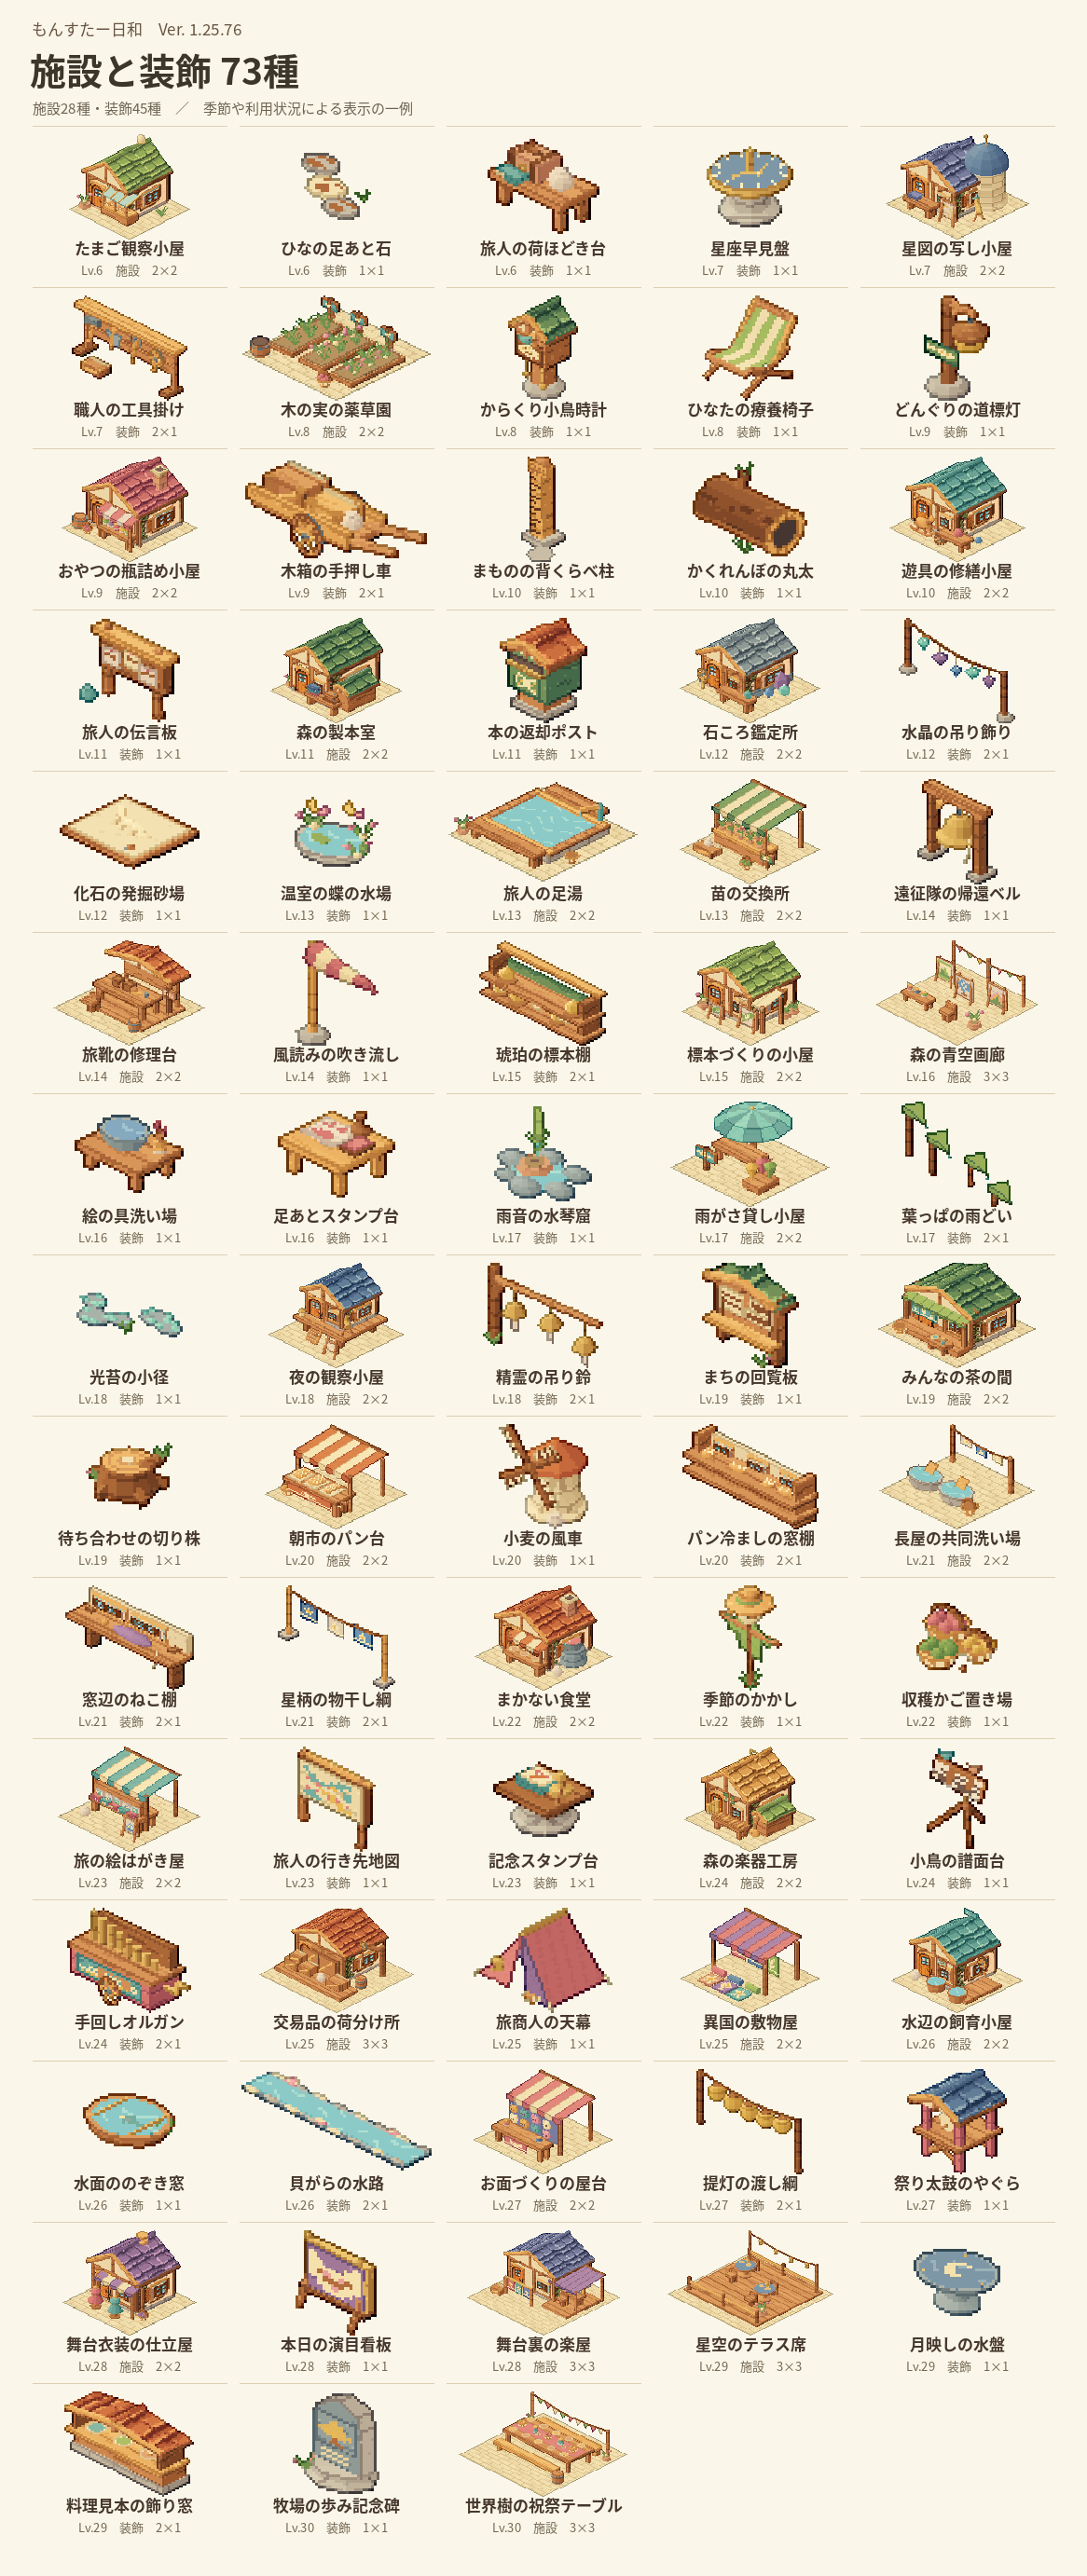 もんすたー日和 Ver. 1.25.76
施設と装飾 73種
施設28種・装飾45種 ／ 季節や利用状況による表示の一例
たまご観察小屋 ひなの足あと石 旅人の荷ほどき台 星座早見盤 星図の写し小屋
Lv.6 施設 2×2 Lv.6 装飾 1×1 Lv.6 装飾 1×1 Lv.7 装飾 1×1 Lv.7 施設 2×2
職人の工具掛け 木の実の薬草園 からくり小鳥時計 ひなたの療養椅子 どんぐりの道標灯
Lv.7 装飾 2×1 Lv.8 施設 2×2 Lv.8 装飾 1×1 Lv.8 装飾 1×1 Lv.9 装飾 1×1
おやつの瓶詰め小屋 木箱の手押し車 まものの背くらべ柱 かくれんぼの丸太 遊具の修繕小屋
Lv.9 施設 2×2 Lv.9 装飾 2×1 Lv.10 装飾 1×1 Lv.10 装飾 1×1 Lv.10 施設 2×2
旅人の伝言板 森の製本室 本の返却ポスト 石ころ鑑定所 水晶の吊り飾り
Lv.11 装飾 1×1 Lv.11 施設 2×2 Lv.11 装飾 1×1 Lv.12 施設 2×2 Lv.12 装飾 2×1
化石の発掘砂場 温室の蝶の水場 旅人の足湯 苗の交換所 遠征隊の帰還ベル
Lv.12 装飾 1×1 Lv.13 装飾 1×1 Lv.13 施設 2×2 Lv.13 施設 2×2 Lv.14 装飾 1×1
旅靴の修理台 風読みの吹き流し 琥珀の標本棚 標本づくりの小屋 森の青空画廊
Lv.14 施設 2×2 Lv.14 装飾 1×1 Lv.15 装飾 2×1 Lv.15 施設 2×2 Lv.16 施設 3×3
絵の具洗い場 足あとスタンプ台 雨音の水琴窟 雨がさ貸し小屋 葉っぱの雨どい
Lv.16 装飾 1×1 Lv.16 装飾 1×1 Lv.17 装飾 1×1 Lv.17 施設 2×2 Lv.17 装飾 2×1
光苔の小径 夜の観察小屋 精霊の吊り鈴 まちの回覧板 みんなの茶の間
Lv.18 装飾 1×1 Lv.18 施設 2×2 Lv.18 装飾 2×1 Lv.19 装飾 1×1 Lv.19 施設 2×2
待ち合わせの切り株 朝市のパン台 小麦の風車 パン冷ましの窓棚 長屋の共同洗い場
Lv.19 装飾 1×1 Lv.20 施設 2×2 Lv.20 装飾 1×1 Lv.20 装飾 2×1 Lv.21 施設 2×2
窓辺のねこ棚 星柄の物干し綱 まかない食堂 季節のかかし 収穫かご置き場
Lv.21 装飾 2×1 Lv.21 装飾 2×1 Lv.22 施設 2×2 Lv.22 装飾 1×1 Lv.22 装飾 1×1
旅の絵はがき屋 旅人の行き先地図 記念スタンプ台 森の楽器工房 小鳥の譜面台
Lv.23 施設 2×2 Lv.23 装飾 1×1 Lv.23 装飾 1×1 Lv.24 施設 2×2 Lv.24 装飾 1×1
手回しオルガン 交易品の荷分け所 旅商人の天幕 異国の敷物屋 水辺の飼育小屋
Lv.24 装飾 2×1 Lv.25 施設 3×3 Lv.25 装飾 1×1 Lv.25 施設 2×2 Lv.26 施設 2×2
水面ののぞき窓 貝がらの水路 お面づくりの屋台 提灯の渡し綱 祭り太鼓のやぐら
Lv.26 装飾 1×1 Lv.26 装飾 2×1 Lv.27 施設 2×2 Lv.27 装飾 2×1 Lv.27 装飾 1×1
舞台衣装の仕立屋 本日の演目看板 舞台裏の楽屋 星空のテラス席 月映しの水盤
Lv.28 施設 2×2 Lv.28 装飾 1×1 Lv.28 施設 3×3 Lv.29 施設 3×3 Lv.29 装飾 1×1
料理見本の飾り窓 牧場の歩み記念碑 世界樹の祝祭テーブル
Lv.29 装飾 2×1 Lv.30 装飾 1×1 Lv.30 施設 3×3